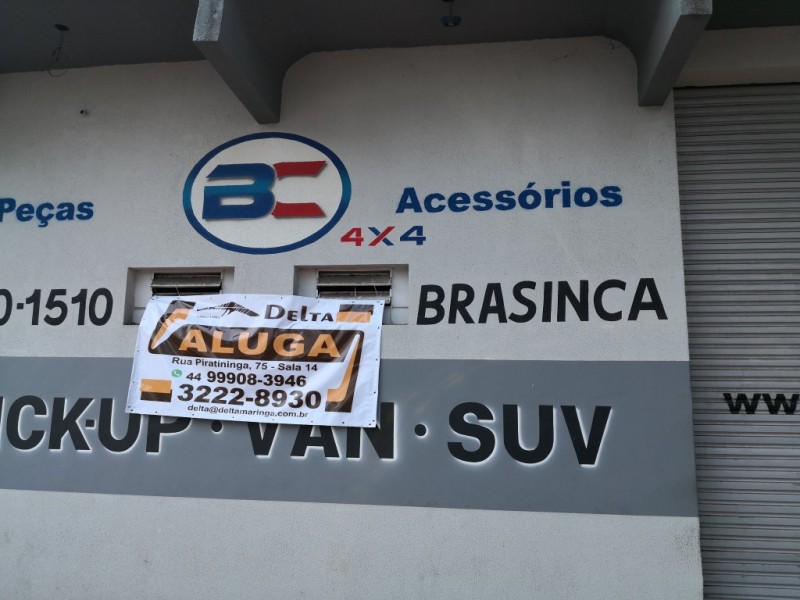 Peças
BC
4X4
Acessórios
0-1510
BRASINCA
DELTA
ALUGA
Rua Piratininga, 75 - Sala 14
44 99908-3946
3222-8930
delta@deltamaringa.com.br
ICK-UP · VAN · SUV
ww